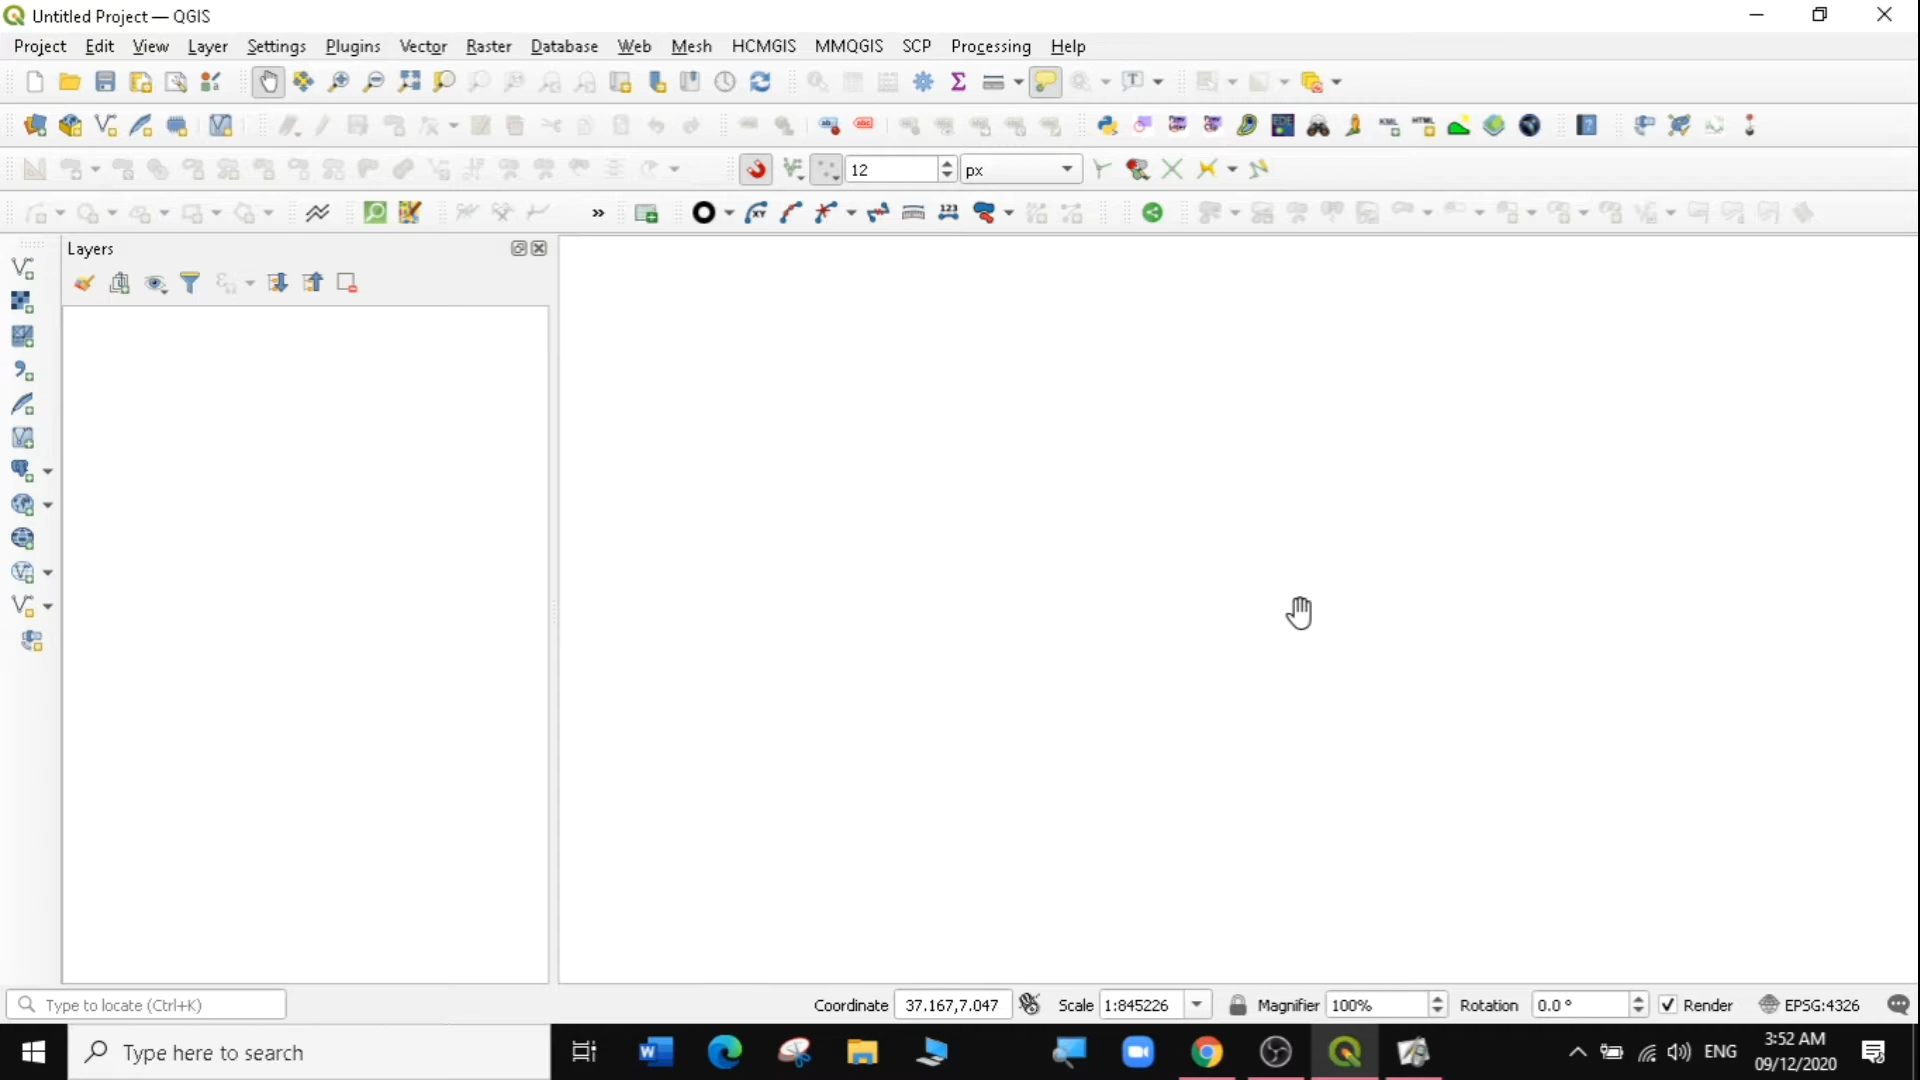 Untitled Project — QGIS
Project Edit View Layer Settings Plugins Vector Raster Database Web Mesh HCMGIS MMQGIS SCP Processing Help
12 px
123
Layers
Type to locate (Ctrl+K) Coordinate 37.167,7.047 Scale 1:845226 Magnifier 100% Rotation 0.0 ° Render EPSG:4326
Type here to search ENG 3:52 AM
09/12/2020